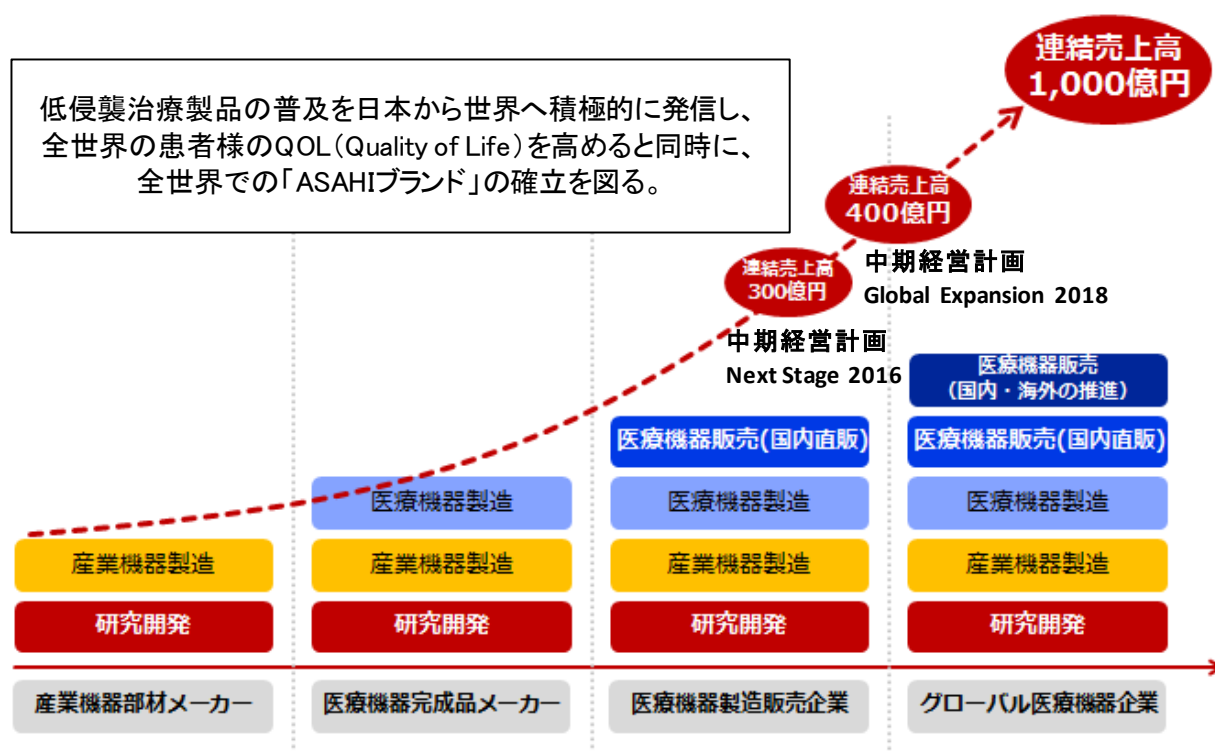 連結売上高
1,000億円
低侵襲治療製品の普及を日本から世界へ積極的に発信し、
全世界の患者様のQOL(Quality of Life)を高めると同時に、
全世界での「ASAHIブランド」の確立を図る。
連結売上高
400億円
中期経営計画
Global Expansion 2018
連結売上高
300億円
中期経営計画
Next Stage 2016
医療機器販売
(国内・海外の推進)
医療機器販売(国内直販)
医療機器販売(国内直販)
医療機器製造
医療機器製造
医療機器製造
産業機器製造
産業機器製造
産業機器製造
産業機器製造
研究開発
研究開発
研究開発
研究開発
産業機器部材メーカー
医療機器完成品メーカー
医療機器製造販売企業
グローバル医療機器企業